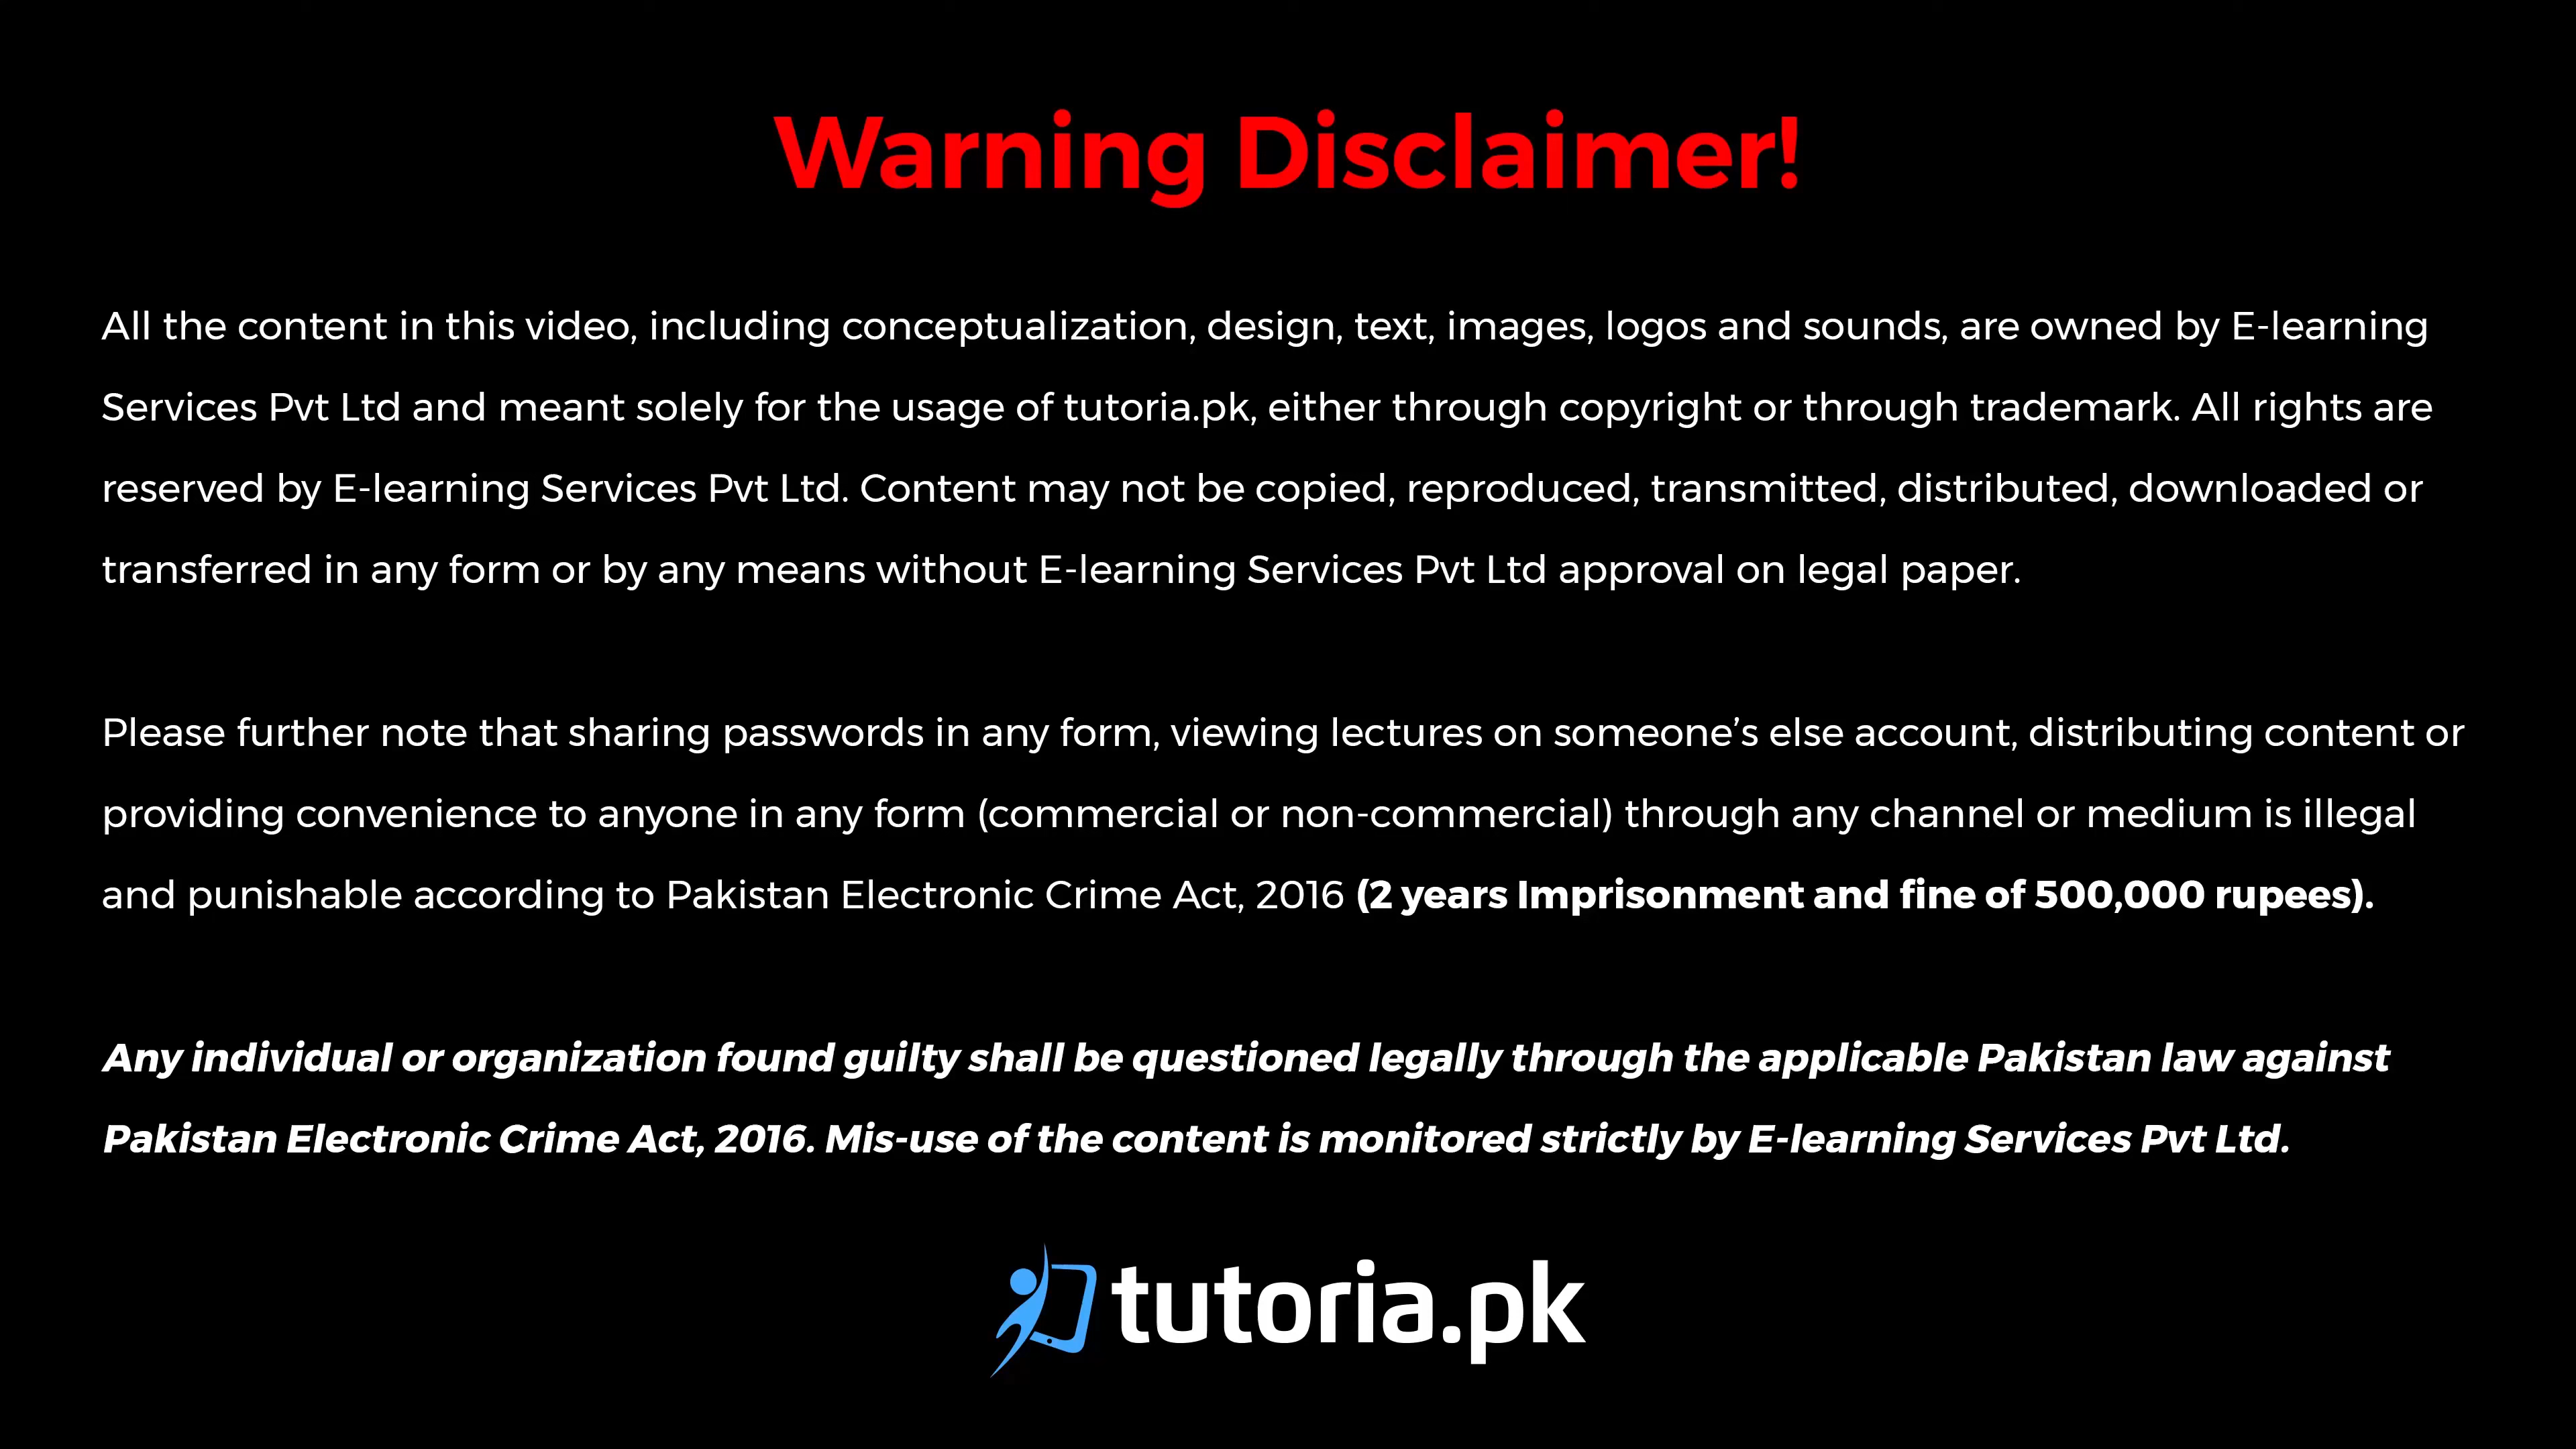 Warning Disclaimer!
All the content in this video, including conceptualization, design, text, images, logos and sounds, are owned by E-learning
Services Pvt Ltd and meant solely for the usage of tutoria.pk, either through copyright or through trademark. All rights are
reserved by E-learning Services Pvt Ltd. Content may not be copied, reproduced, transmitted, distributed, downloaded or
transferred in any form or by any means without E-learning Services Pvt Ltd approval on legal paper.
Please further note that sharing passwords in any form, viewing lectures on someone’s else account, distributing content or
providing convenience to anyone in any form (commercial or non-commercial) through any channel or medium is illegal
and punishable according to Pakistan Electronic Crime Act, 2016 (2 years Imprisonment and fine of 500,000 rupees).
Any individual or organization found guilty shall be questioned legally through the applicable Pakistan law against
Pakistan Electronic Crime Act, 2016. Mis-use of the content is monitored strictly by E-learning Services Pvt Ltd.
tutoria.pk